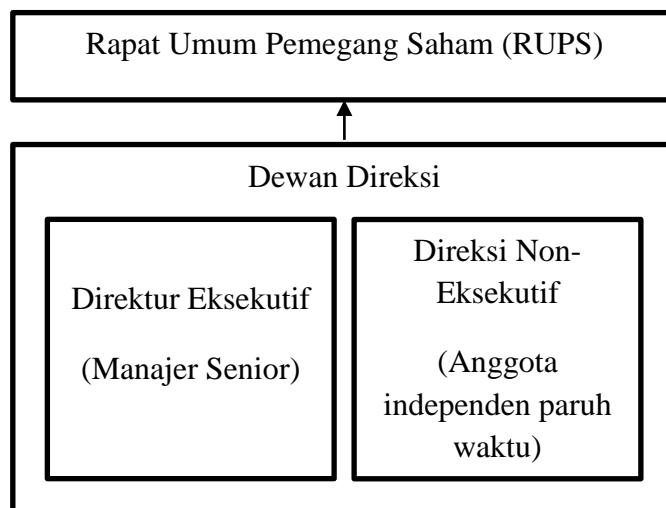 Rapat Umum Pemegang Saham (RUPS)
Dewan Direksi
Direktur Eksekutif
(Manajer Senior)
Direksi Non-
Eksekutif
(Anggota
independen paruh
waktu)